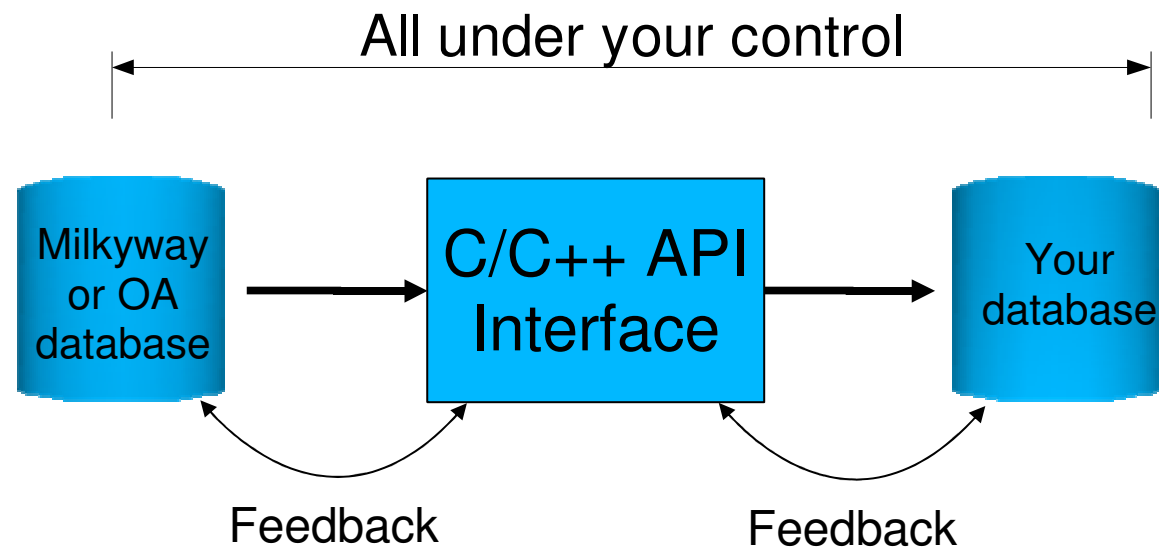 All under your control
Milkyway
or OA
database
C/C++ API
Interface
Your
database
Feedback
Feedback